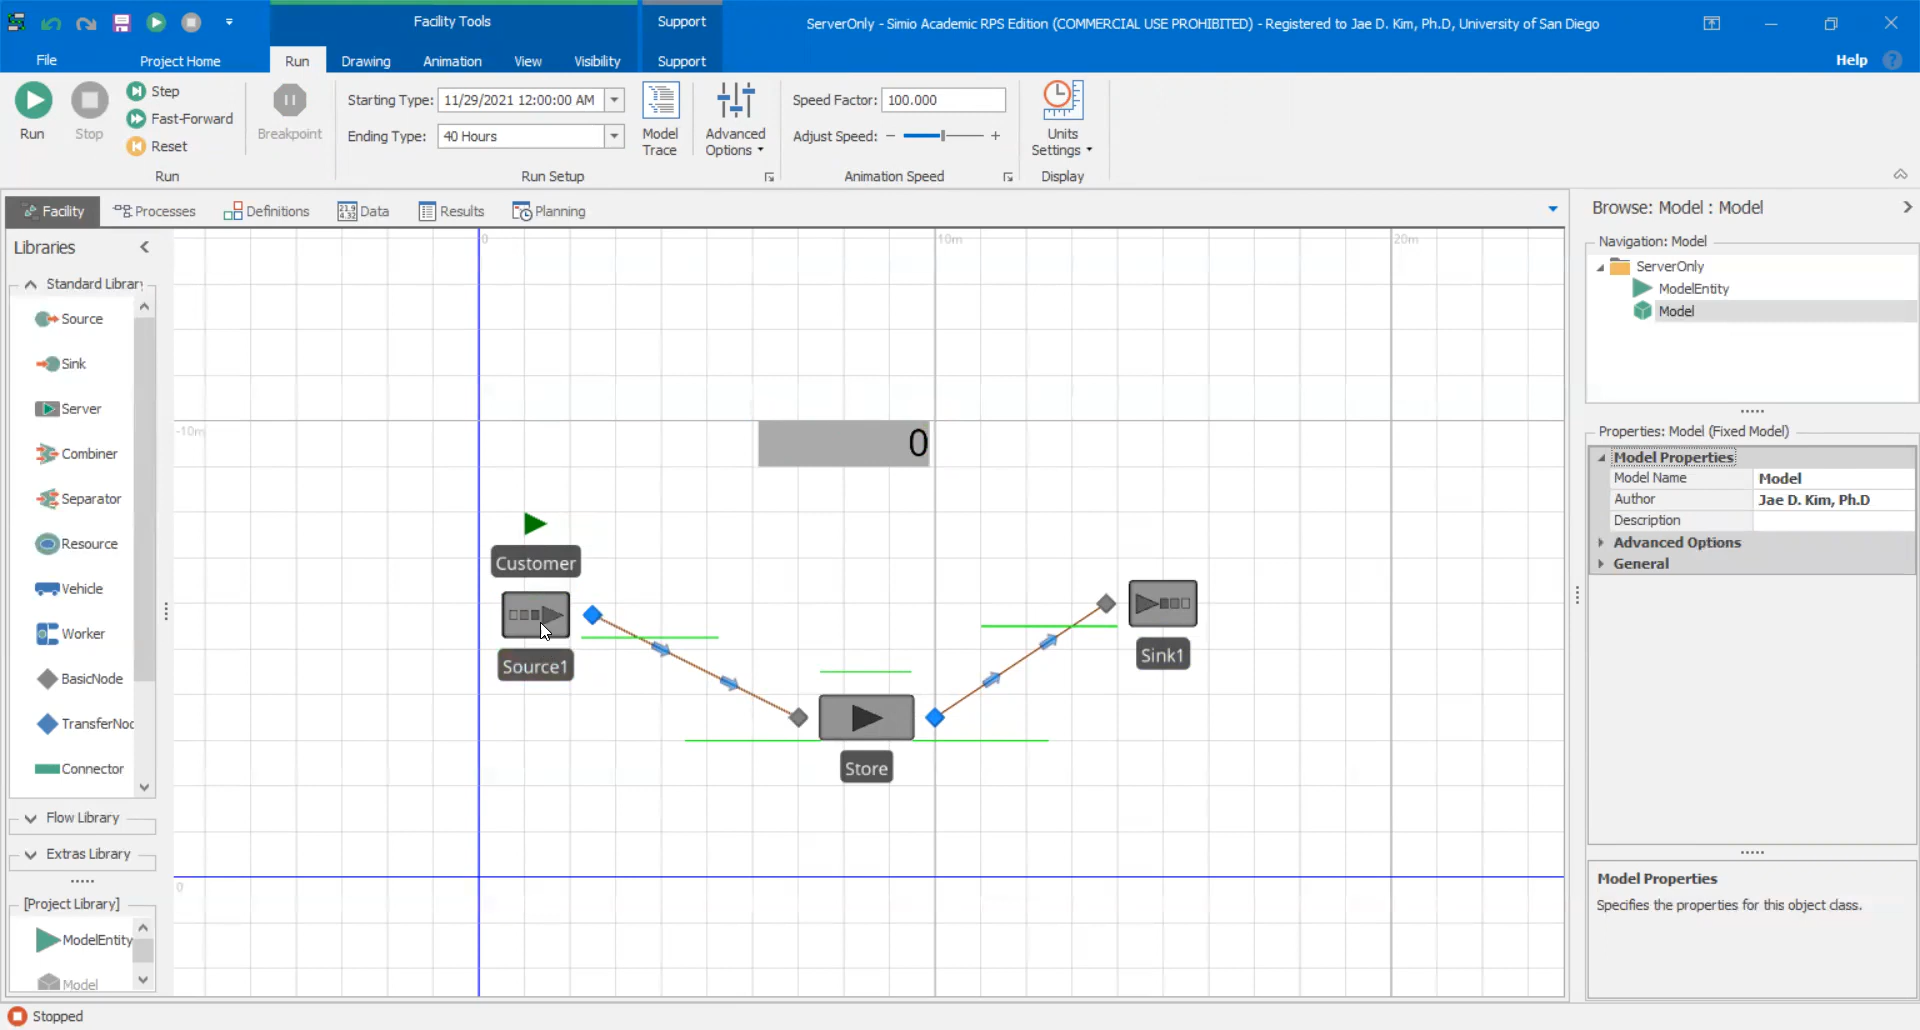 Facility Tools
Support
ServerOnly - Simio Academic RPS Edition (COMMERCIAL USE PROHIBITED) - Registered to Jae D. Kim, Ph.D, University of San Diego
File
Project Home
Run
Drawing
Animation
View
Visibility
Support
Help
?
Run
Stop
Step
Fast-Forward
Reset
Run
Breakpoint
Starting Type: 11/29/2021 12:00:00 AM
Ending Type: 40 Hours
Model
Trace
Advanced
Options
Run Setup
Speed Factor: 100.000
Adjust Speed: − +
Animation Speed
Units
Settings
Display
Facility
Processes
Definitions
21.9
4.32
Data
Results
Planning
Browse: Model : Model
Libraries
Standard Library
Source
Sink
Server
Combiner
Separator
Resource
Vehicle
Worker
BasicNode
TransferNod
Connector
Flow Library
Extras Library
[Project Library]
ModelEntity
Model
0
10m
20m
-10m
0
0
Customer
Source1
Store
Sink1
Navigation: Model
ServerOnly
ModelEntity
Model
Properties: Model (Fixed Model)
Model Properties
Model Name Model
Author Jae D. Kim, Ph.D
Description
Advanced Options
General
Model Properties
Specifies the properties for this object class.
Stopped